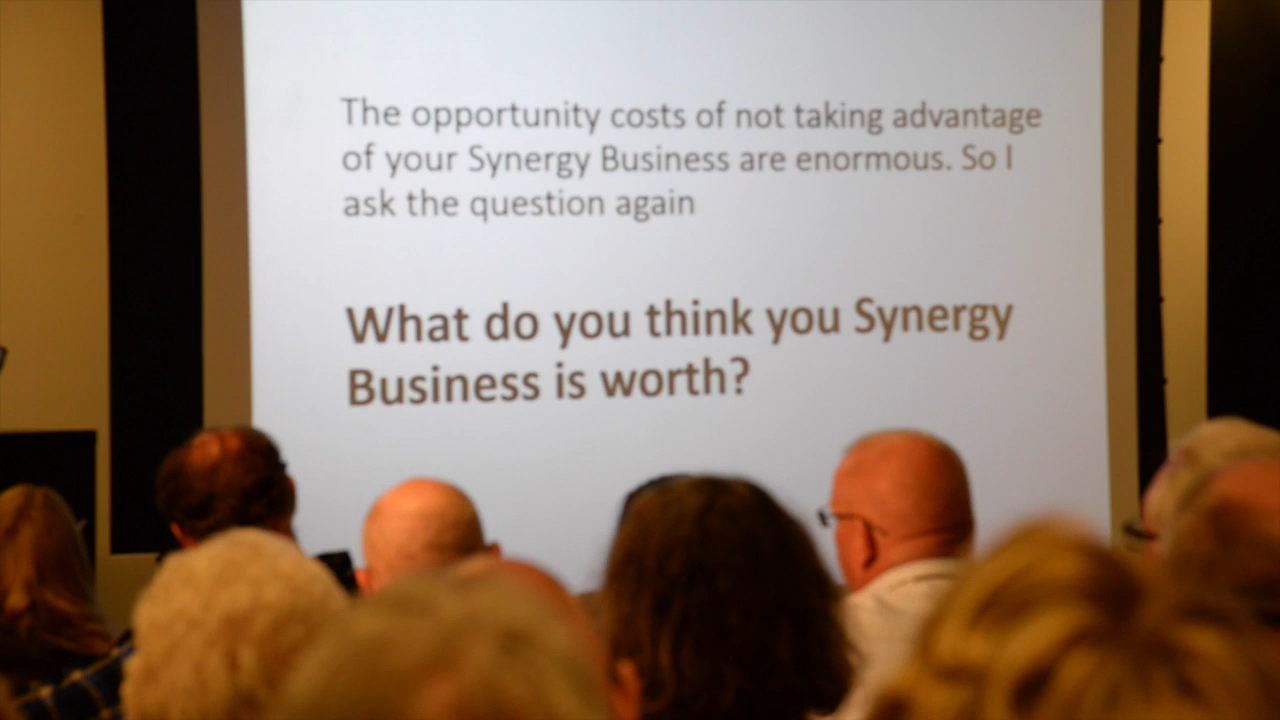 The opportunity costs of not taking advantage
of your Synergy Business are enormous. So I
ask the question again
What do you think you Synergy
Business is worth?